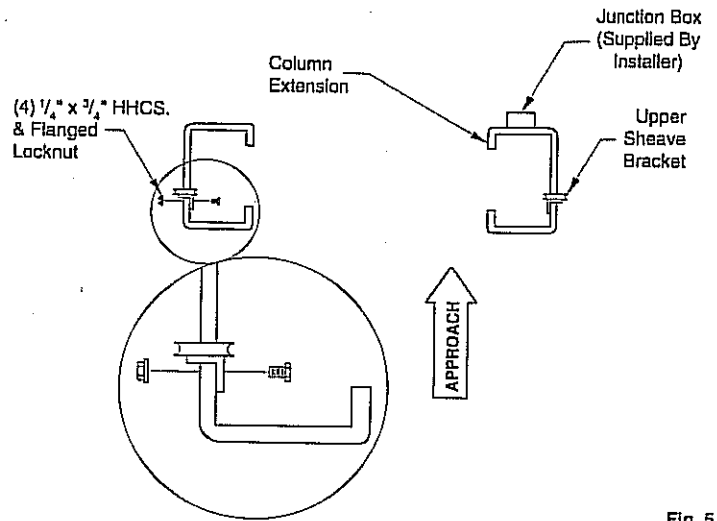 Junction Box
(Supplied By
Installer)
Column
Extension
(4) 1/4" x 3/4" HHCS.
& Flanged
Locknut
Upper
Sheave
Bracket
APPROACH
Fig. 5